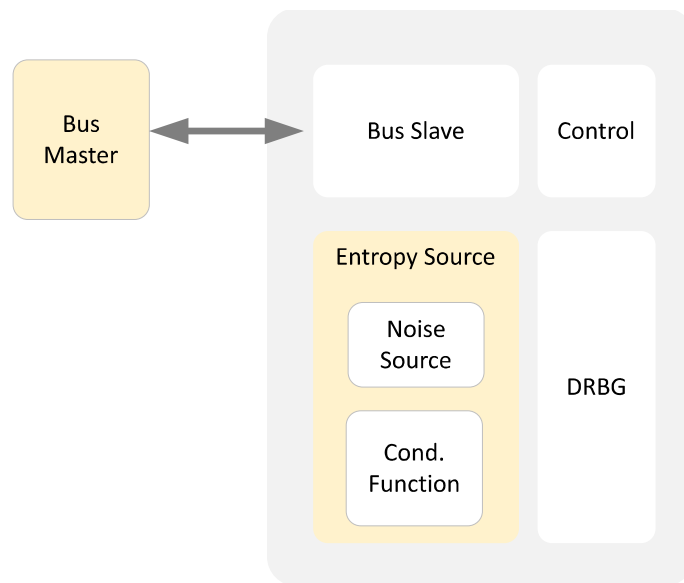 Bus
Master
Bus Slave
Control
Entropy Source
Noise
Source
Cond.
Function
DRBG